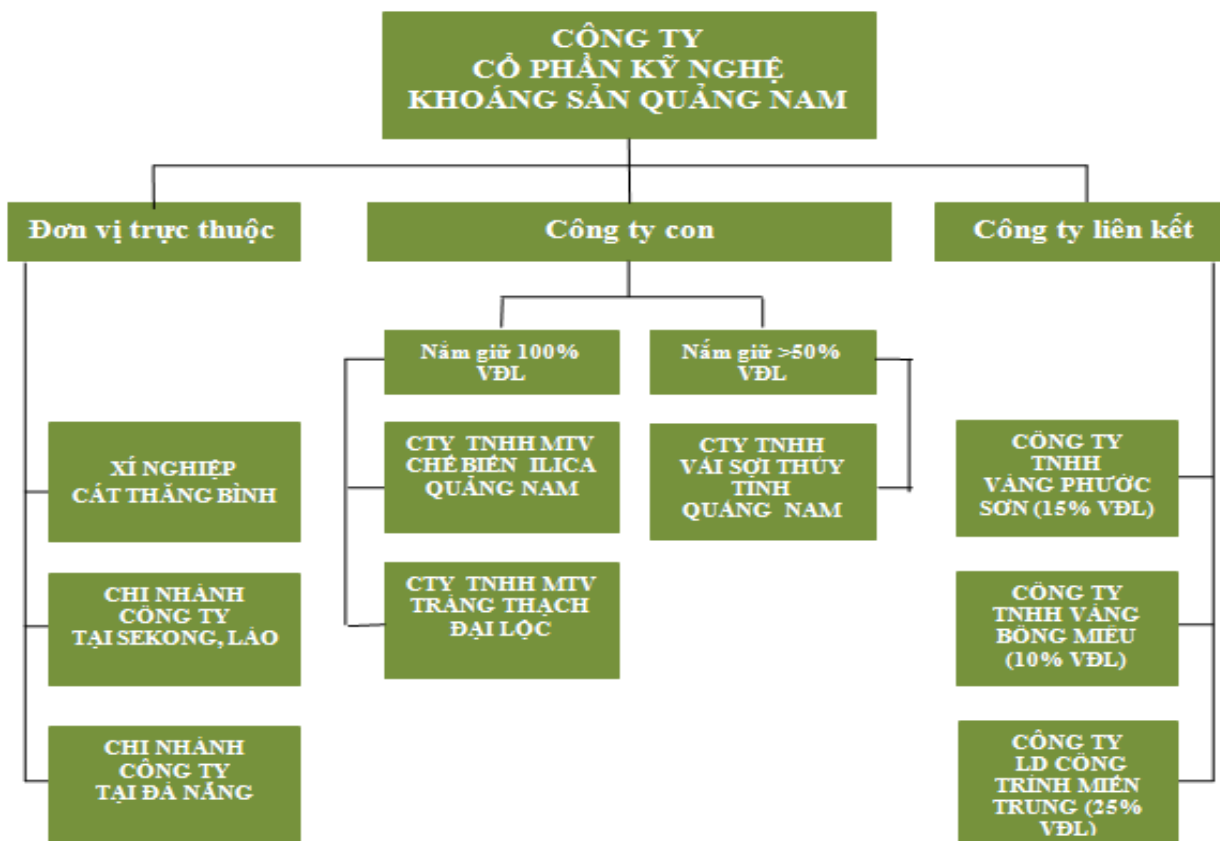 CÔNG TY
CỔ PHẦN KỸ NGHỆ
KHOÁNG SẢN QUẢNG NAM
Đơn vị trực thuộc
Công ty con
Công ty liên kết
Nắm giữ 100%
VĐL
Nắm giữ >50%
VĐL
XÍ NGHIỆP
CÁT THĂNG BÌNH
CHI NHÁNH
CÔNG TY
TẠI SEKONG, LÀO
CHI NHÁNH
CÔNG TY
TẠI ĐÀ NẴNG
CTY TNHH MTV
CHẾ BIẾN ILICA
QUẢNG NAM
CTY TNHH MTV
TRÀNG THẠCH
ĐẠI LỘC
CTY TNHH
VẢI SỢI THỦY
TINH
QUẢNG NAM
CÔNG TY
TNHH
VÀNG PHƯỚC
SƠN (15% VĐL)
CÔNG TY
TNHH VÀNG
BỒNG MIÊU
(10% VĐL)
CÔNG TY
LD CÔNG
TRÌNH MIỀN
TRUNG (25%
VĐL)